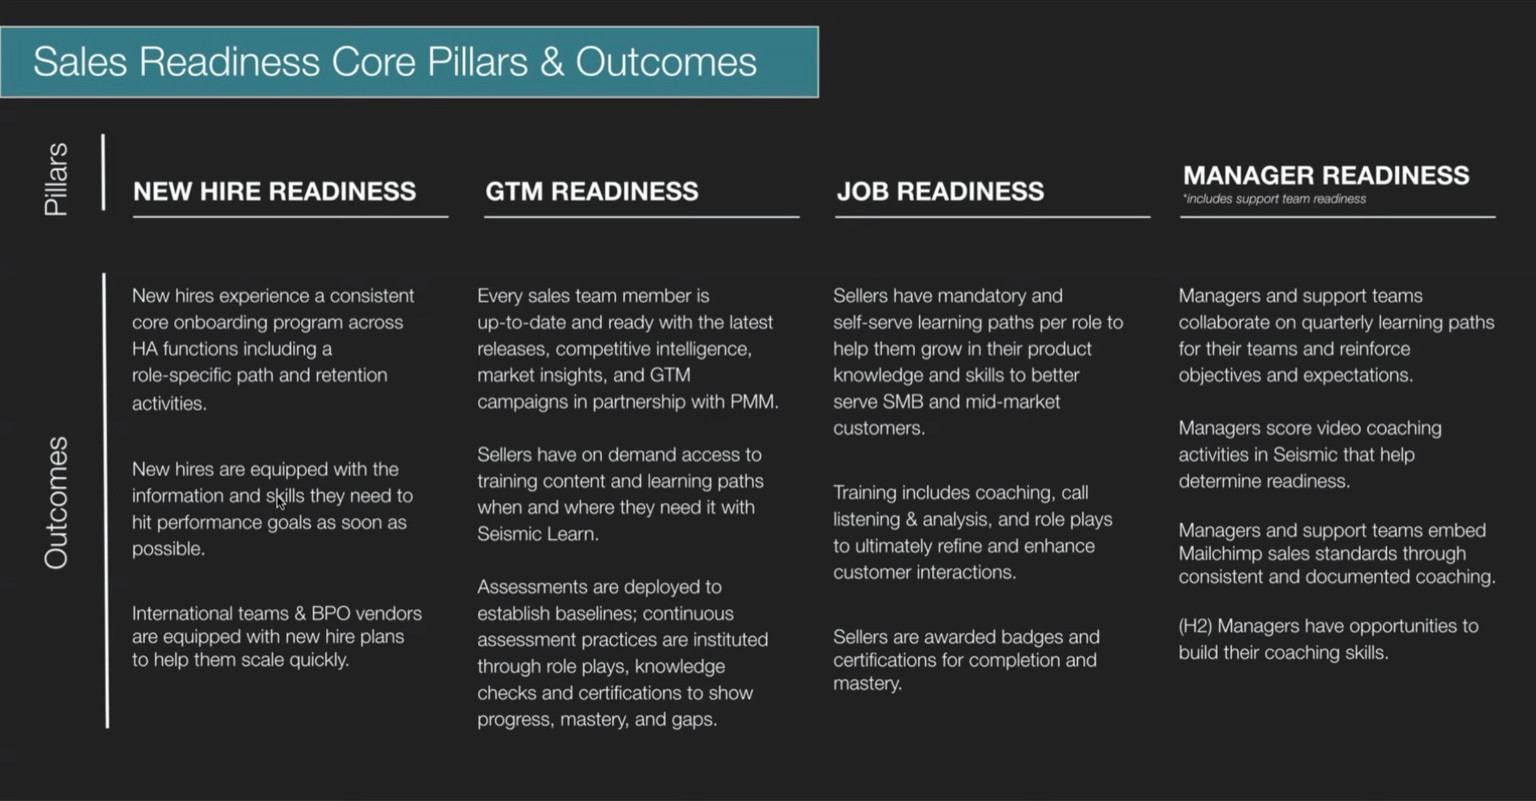 Sales Readiness Core Pillars & Outcomes
Pillars
NEW HIRE READINESS
GTM READINESS
JOB READINESS
MANAGER READINESS
*includes support team readiness
Outcomes
New hires experience a consistent
core onboarding program across
HA functions including a
role-specific path and retention
activities.
New hires are equipped with the
information and skills they need to
hit performance goals as soon as
possible.
International teams & BPO vendors
are equipped with new hire plans
to help them scale quickly.
Every sales team member is
up-to-date and ready with the latest
releases, competitive intelligence,
market insights, and GTM
campaigns in partnership with PMM.
Sellers have on demand access to
training content and learning paths
when and where they need it with
Seismic Learn.
Assessments are deployed to
establish baselines; continuous
assessment practices are instituted
through role plays, knowledge
checks and certifications to show
progress, mastery, and gaps.
Sellers have mandatory and
self-serve learning paths per role to
help them grow in their product
knowledge and skills to better
serve SMB and mid-market
customers.
Training includes coaching, call
listening & analysis, and role plays
to ultimately refine and enhance
customer interactions.
Sellers are awarded badges and
certifications for completion and
mastery.
Managers and support teams
collaborate on quarterly learning paths
for their teams and reinforce
objectives and expectations.
Managers score video coaching
activities in Seismic that help
determine readiness.
Managers and support teams embed
Mailchimp sales standards through
consistent and documented coaching.
(H2) Managers have opportunities to
build their coaching skills.